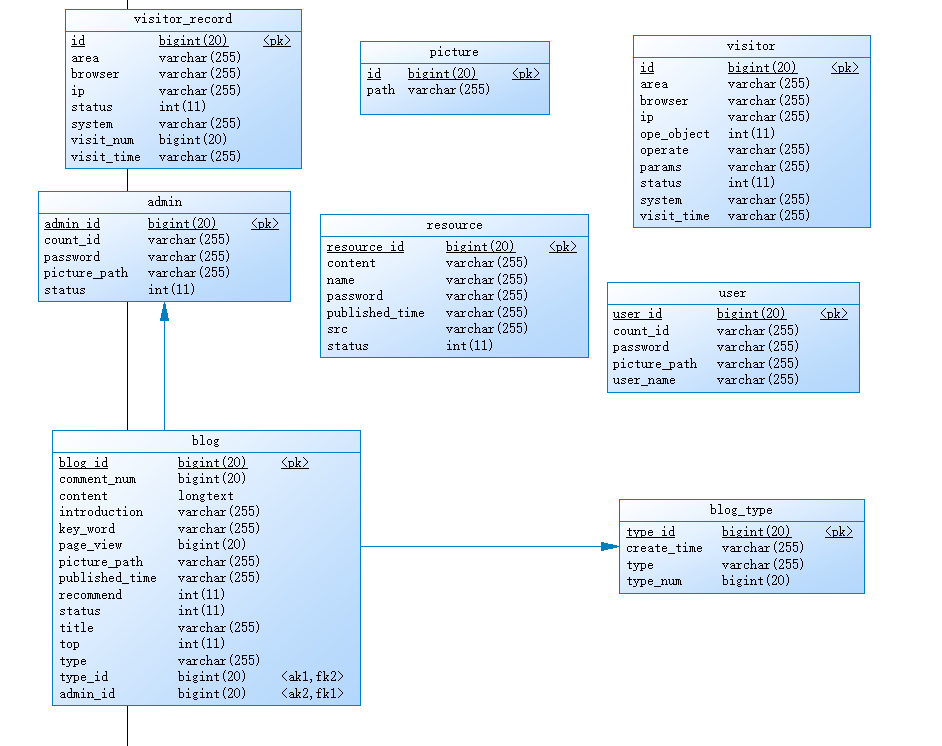 visitor_record
id bigint(20) <pk>
area varchar(255)
browser varchar(255)
ip varchar(255)
status int(11)
system varchar(255)
visit_num bigint(20)
visit_time varchar(255)
picture
id bigint(20) <pk>
path varchar(255)
visitor
id bigint(20) <pk>
area varchar(255)
browser varchar(255)
ip varchar(255)
ope_object int(11)
operate varchar(255)
params varchar(255)
status int(11)
system varchar(255)
visit_time varchar(255)
admin
admin_id bigint(20) <pk>
count_id varchar(255)
password varchar(255)
picture_path varchar(255)
status int(11)
resource
resource_id bigint(20) <pk>
content varchar(255)
name varchar(255)
password varchar(255)
published_time varchar(255)
src varchar(255)
status int(11)
user
user_id bigint(20) <pk>
count_id varchar(255)
password varchar(255)
picture_path varchar(255)
user_name varchar(255)
blog
blog_id bigint(20) <pk>
comment_num bigint(20)
content longtext
introduction varchar(255)
key_word varchar(255)
page_view bigint(20)
picture_path varchar(255)
published_time varchar(255)
recommend int(11)
status int(11)
title varchar(255)
top int(11)
type varchar(255)
type_id bigint(20) <ak1,fk2>
admin_id bigint(20) <ak2,fk1>
blog_type
type_id bigint(20) <pk>
create_time varchar(255)
type varchar(255)
type_num bigint(20)